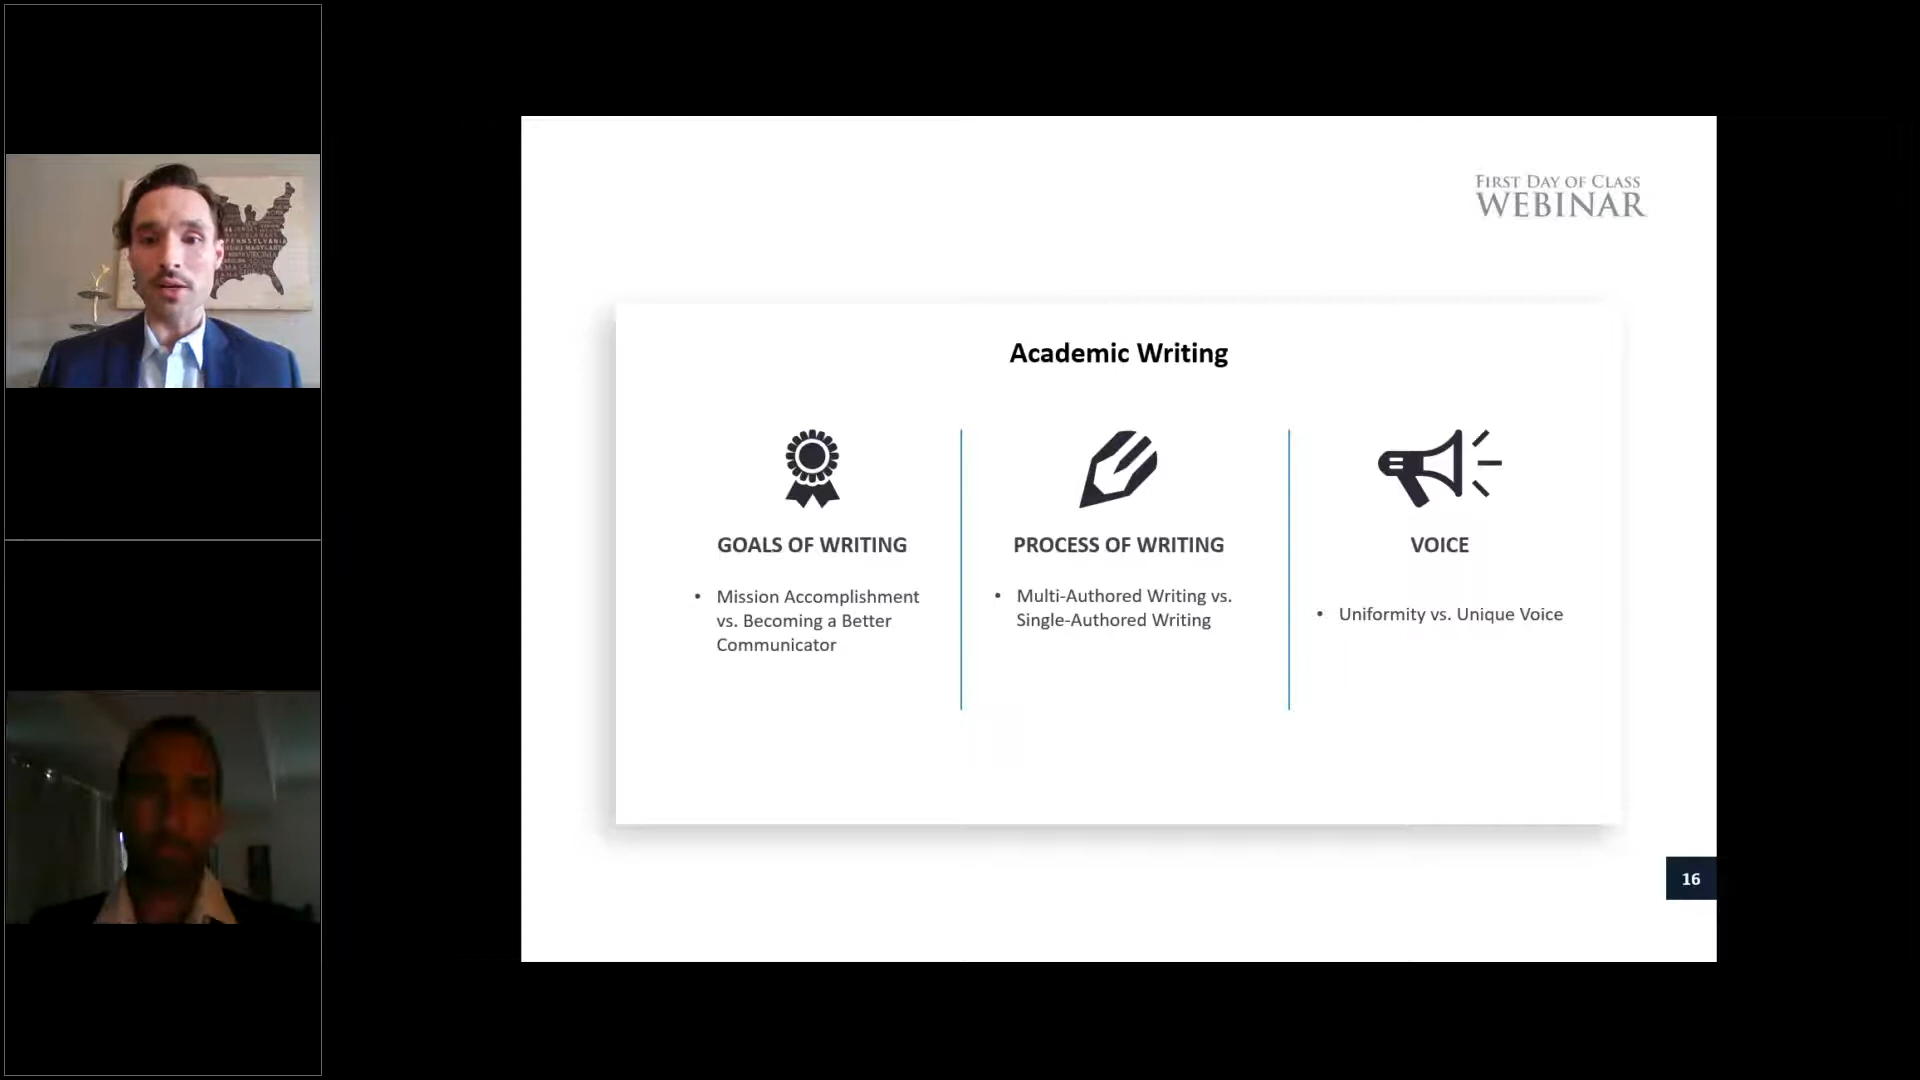 FIRST DAY OF CLASS
WEBINAR
Academic Writing
GOALS OF WRITING
• Mission Accomplishment
vs. Becoming a Better
Communicator
PROCESS OF WRITING
• Multi-Authored Writing vs.
Single-Authored Writing
VOICE
• Uniformity vs. Unique Voice
16
PENNSYLVANIA